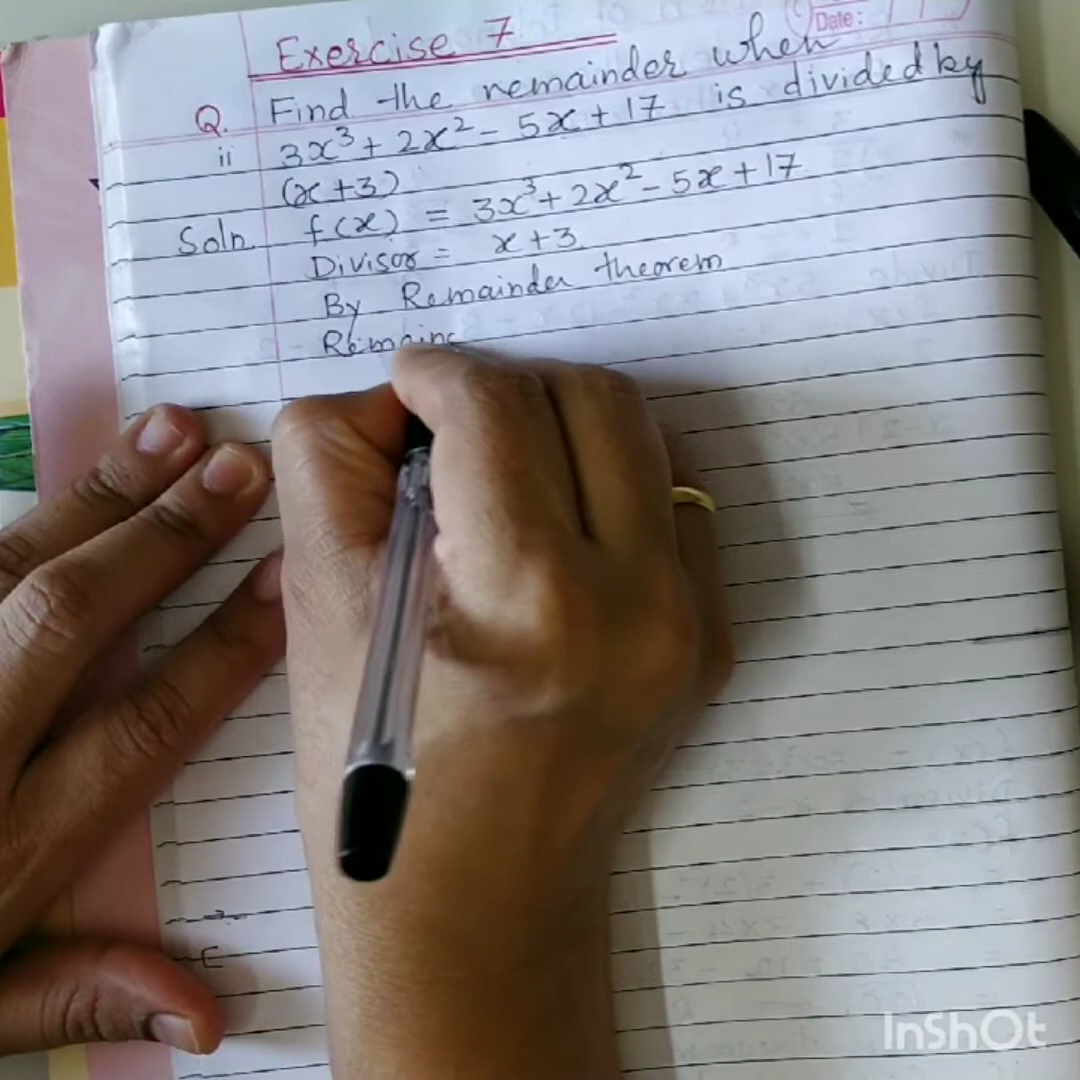 Date:
Exercise 7
Q. Find the remainder when
ii 3x³ + 2x² - 5x + 17 is divided by
(x + 3)
Soln. f(x) = 3x³ + 2x² - 5x + 17
Divisor = x + 3
By Remainder theorem
Remainc
InShOt